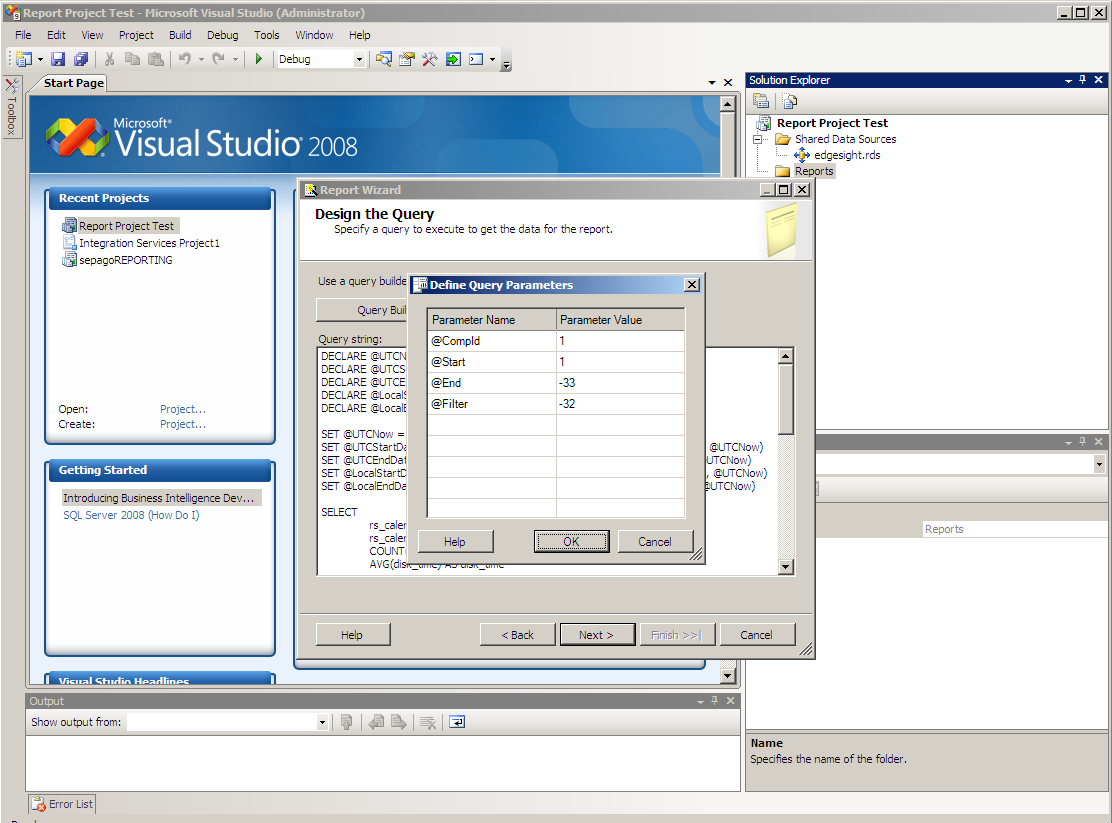 Report Project Test - Microsoft Visual Studio (Administrator)
File Edit View Project Build Debug Tools Window Help
Debug
Toolbox
Start Page
Microsoft®
Visual Studio® 2008
Recent Projects
Report Project Test
Integration Services Project1
sepagoREPORTING
Open: Project...
Create: Project...
Getting Started
Introducing Business Intelligence Dev...
SQL Server 2008 (How Do I)
Visual Studio Headlines
Report Wizard
Design the Query
Specify a query to execute to get the data for the report.
Use a query builde
Query Buil
Query string:
DECLARE @UTCN
DECLARE @UTCS
DECLARE @UTCE
DECLARE @Local
DECLARE @Local
SET @UTCNow =
SET @UTCStartDa , @UTCNow)
SET @UTCEndDat UTCNow)
SET @LocalStartD , @UTCNow)
SET @LocalEndDa @UTCNow)
SELECT
rs_caler
rs_caler
COUNT(
AVG(disk_time) AS disk_time
Define Query Parameters
Parameter Name Parameter Value
@CompId 1
@Start 1
@End -33
@Filter -32
Help OK Cancel
Help < Back Next > Finish >>| Cancel
Solution Explorer
Report Project Test
Shared Data Sources
edgesight.rds
Reports
Reports
Name
Specifies the name of the folder.
Output
Show output from:
Error List